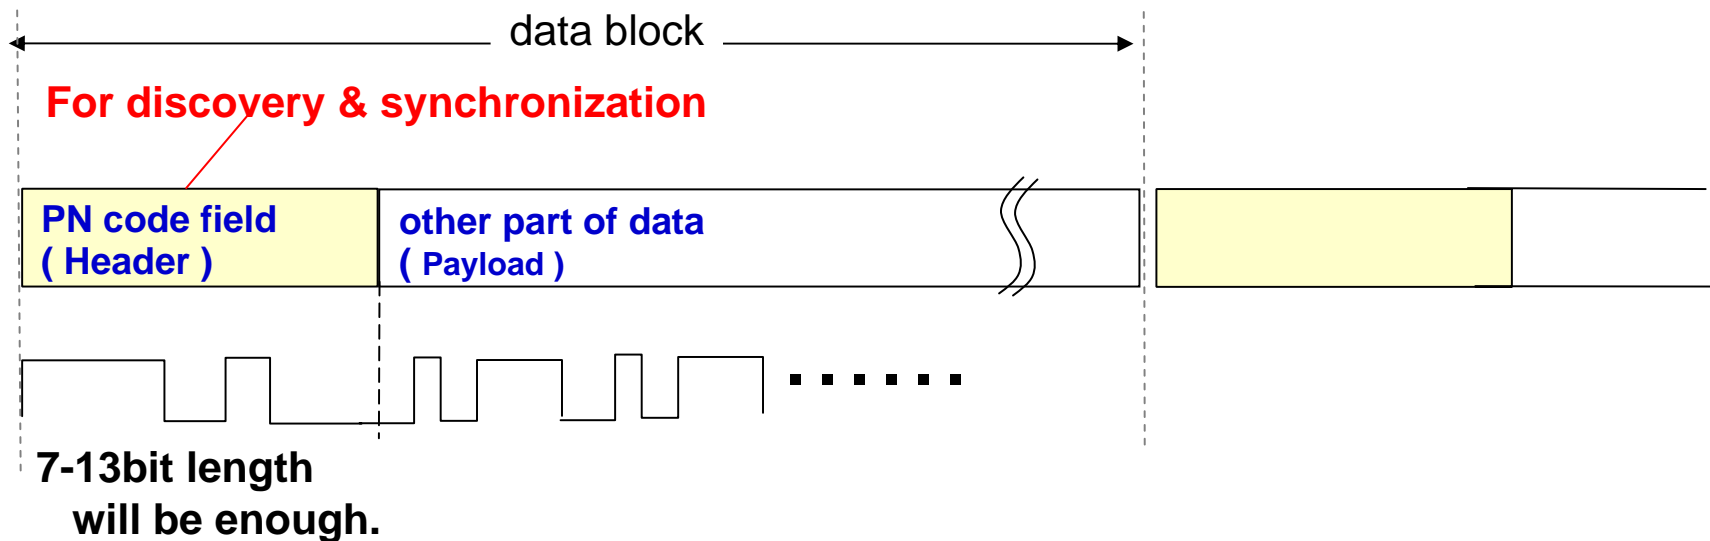 data block
For discovery & synchronization
PN code field
( Header )
other part of data
( Payload )
7-13bit length
will be enough.